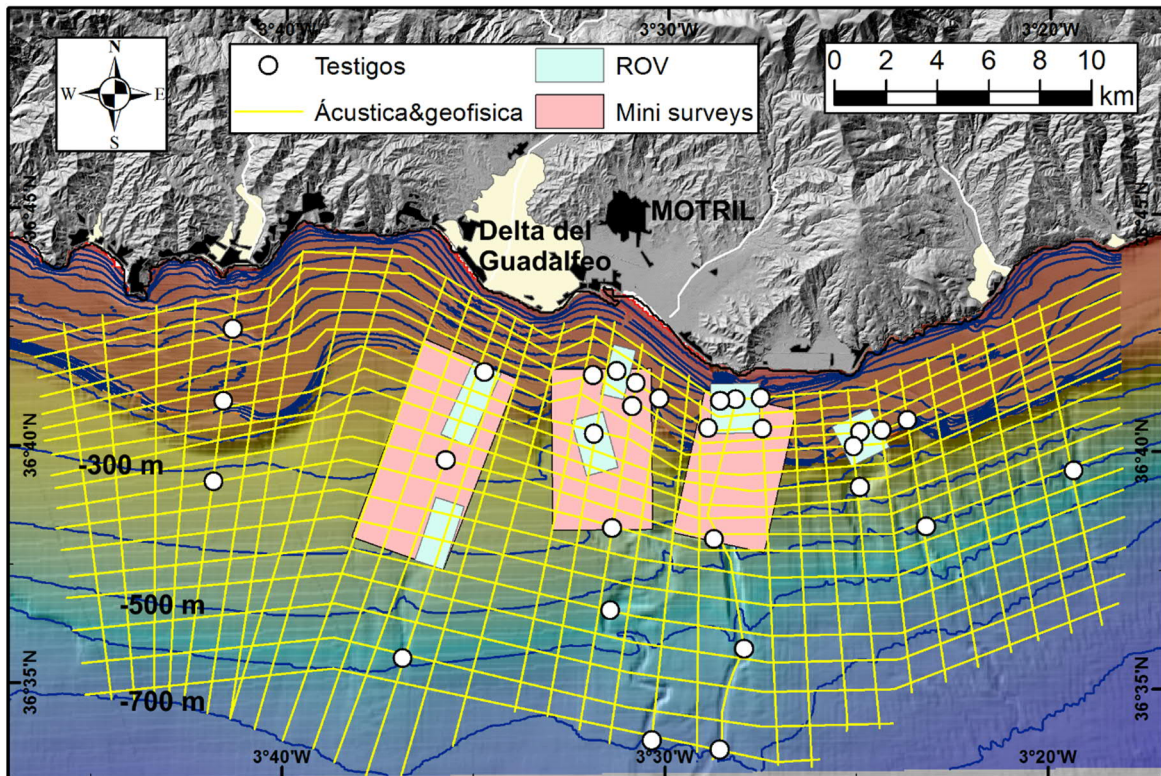 3°40'W
3°30'W
3°20'W
N
W
E
S
Testigos
ROV
Ácustica&geofisica
Mini surveys
0 2 4 6 8 10
km
36°45'N
36°45'N
MOTRIL
Delta del
Guadalfeo
36°40'N
36°40'N
-300 m
-500 m
36°35'N
36°35'N
-700 m
3°40'W
3°30'W
3°20'W